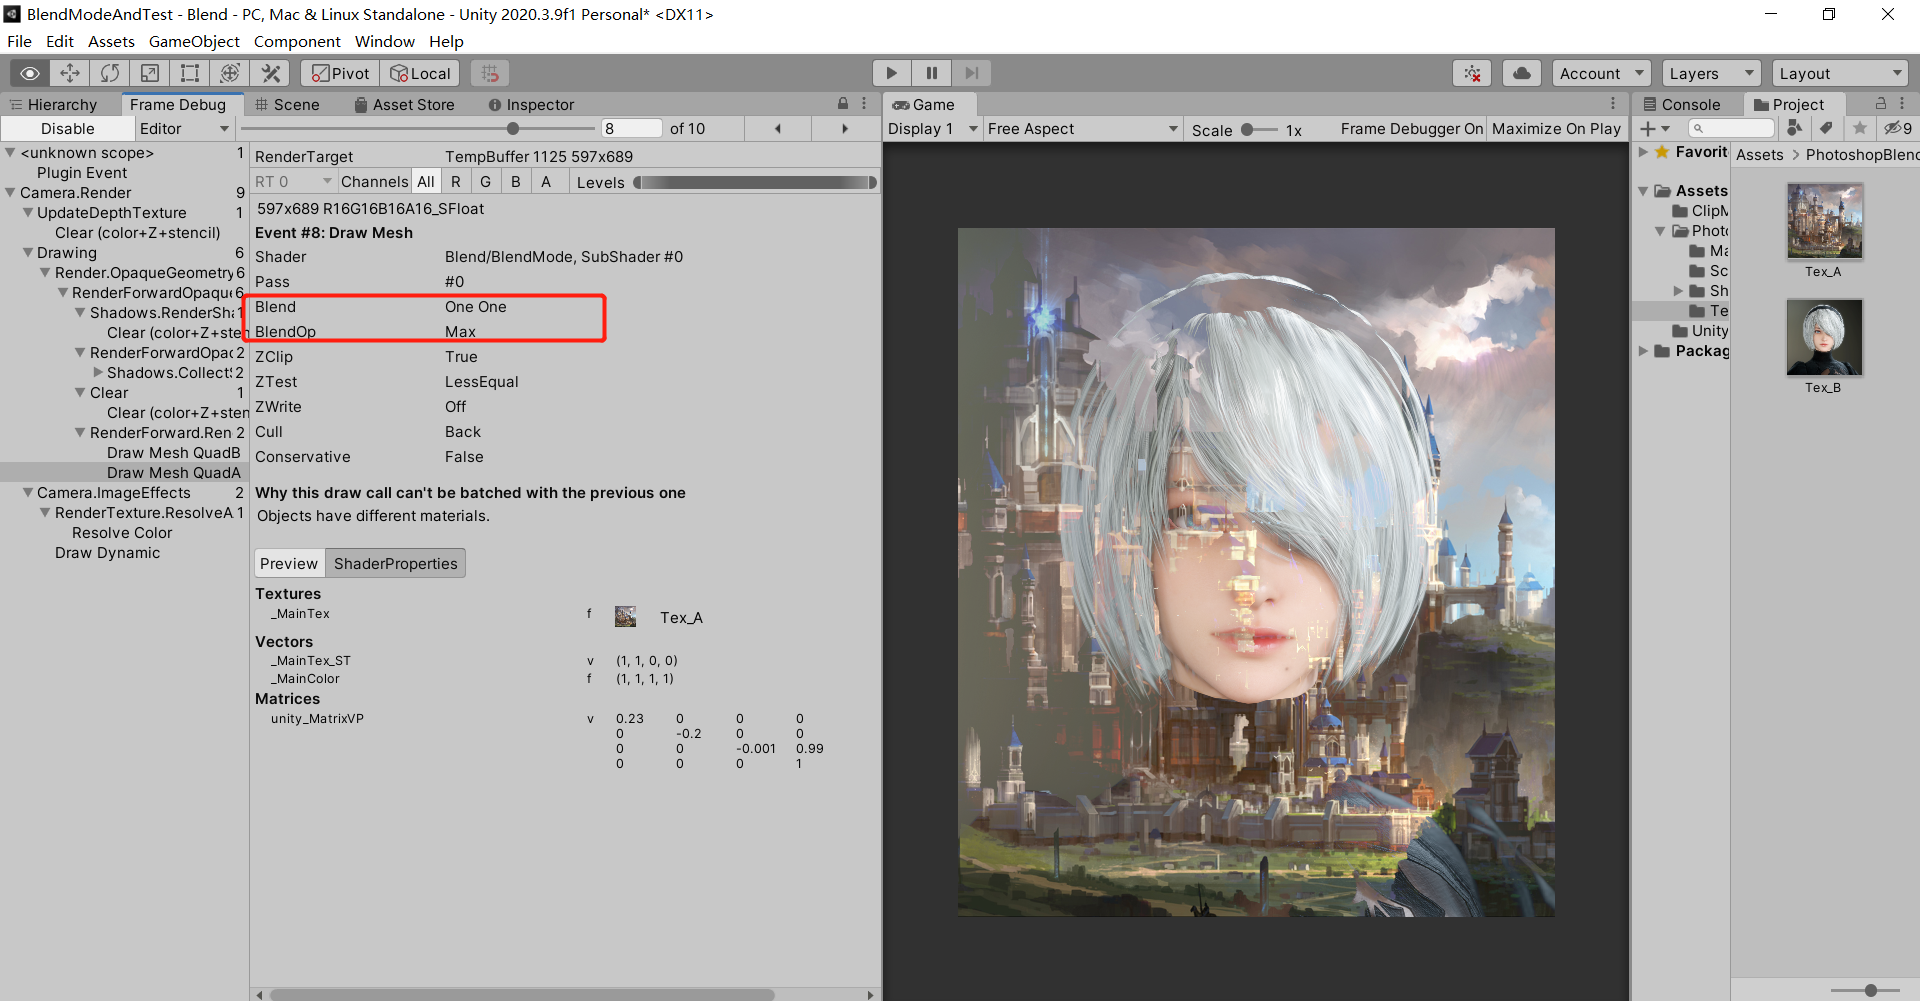 BlendModeAndTest - Blend - PC, Mac & Linux Standalone - Unity 2020.3.9f1 Personal* <DX11>
File Edit Assets GameObject Component Window Help
Pivot Local Account Layers Layout
Hierarchy Frame Debug Scene Asset Store Inspector Game Console Project
Disable Editor 8 of 10 Display 1 Free Aspect Scale 1x Frame Debugger On Maximize On Play 9
<unknown scope> 1
Plugin Event
Camera.Render 9
UpdateDepthTexture 1
Clear (color+Z+stencil)
Drawing 6
Render.OpaqueGeometry 6
RenderForwardOpaque 6
Shadows.RenderSha 1
Clear (color+Z+sten
RenderForwardOpac 2
Shadows.Collect 2
Clear 1
Clear (color+Z+sten
RenderForward.Ren 2
Draw Mesh QuadB
Draw Mesh QuadA
Camera.ImageEffects 2
RenderTexture.ResolveA 1
Resolve Color
Draw Dynamic
RenderTarget TempBuffer 1125 597x689
RT 0 Channels All R G B A Levels
597x689 R16G16B16A16_SFloat
Event #8: Draw Mesh
Shader Blend/BlendMode, SubShader #0
Pass #0
Blend One One
BlendOp Max
ZClip True
ZTest LessEqual
ZWrite Off
Cull Back
Conservative False
Why this draw call can't be batched with the previous one
Objects have different materials.
Preview ShaderProperties
Textures
_MainTex f Tex_A
Vectors
_MainTex_ST v (1, 1, 0, 0)
_MainColor f (1, 1, 1, 1)
Matrices
unity_MatrixVP v 0.23 0 0 0
0 -0.2 0 0
0 0 -0.001 0.99
0 0 0 1
Favorit
Assets
ClipM
Photo
Ma
Sc
Sh
Te
Unity
Packag
Assets > PhotoshopBlend
Tex_A
Tex_B